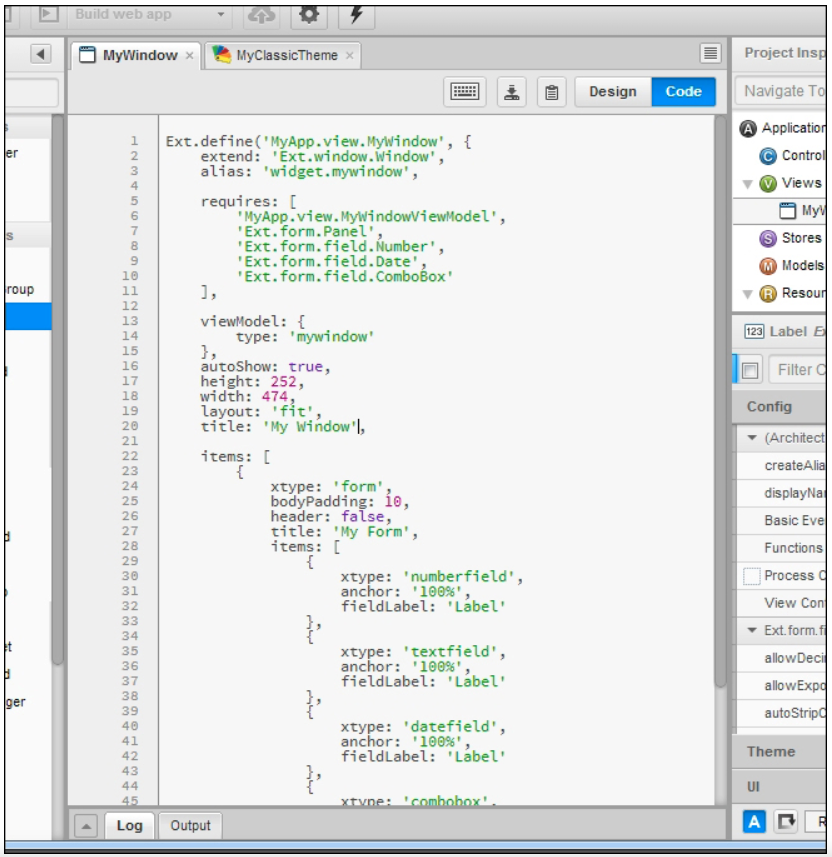 Build web app
MyWindow ×
MyClassicTheme ×
Design
Code
Project Insp
Navigate To
er
s
roup
et
ger
1 Ext.define('MyApp.view.MyWindow', {
2 extend: 'Ext.window.Window',
3 alias: 'widget.mywindow',
4
5 requires: [
6 'MyApp.view.MyWindowViewModel',
7 'Ext.form.Panel',
8 'Ext.form.field.Number',
9 'Ext.form.field.Date',
10 'Ext.form.field.ComboBox'
11 ],
12
13 viewModel: {
14 type: 'mywindow'
15 },
16 autoShow: true,
17 height: 252,
18 width: 474,
19 layout: 'fit',
20 title: 'My Window',
21
22 items: [
23 {
24 xtype: 'form',
25 bodyPadding: 10,
26 header: false,
27 title: 'My Form',
28 items: [
29 {
30 xtype: 'numberfield',
31 anchor: '100%',
32 fieldLabel: 'Label'
33 },
34 {
35 xtype: 'textfield',
36 anchor: '100%',
37 fieldLabel: 'Label'
38 },
39 {
40 xtype: 'datefield',
41 anchor: '100%',
42 fieldLabel: 'Label'
43 },
44 {
45 xtype: 'combobox',
A Application
C Control
V Views
MyW
S Stores
M Models
R Resour
123 Label Ex
Filter C
Config
(Architect
createAlia
displayNa
Basic Eve
Functions
Process C
View Cont
Ext.form.fi
allowDeci
allowExpo
autoStripC
Theme
UI
A
R
Log
Output